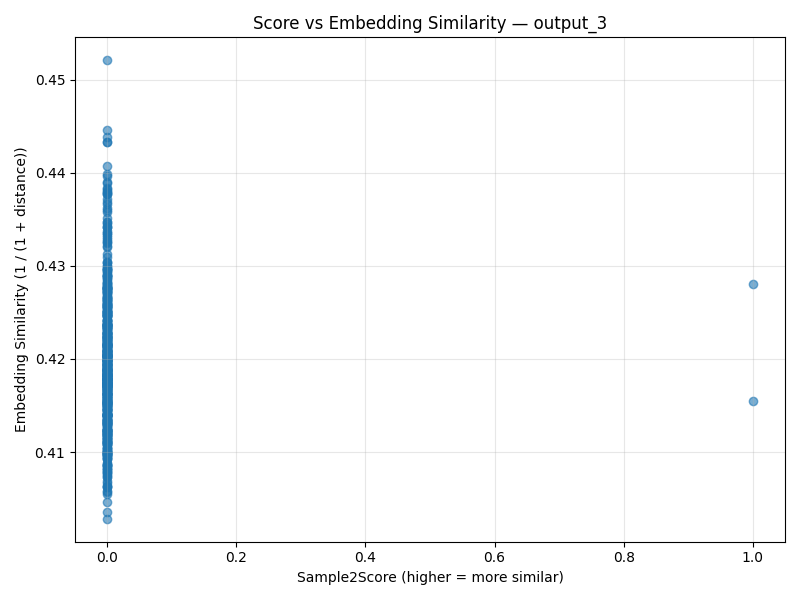 Score vs Embedding Similarity — output_3
Embedding Similarity (1 / (1 + distance))
0.45
0.44
0.43
0.42
0.41
0.0 0.2 0.4 0.6 0.8 1.0
Sample2Score (higher = more similar)